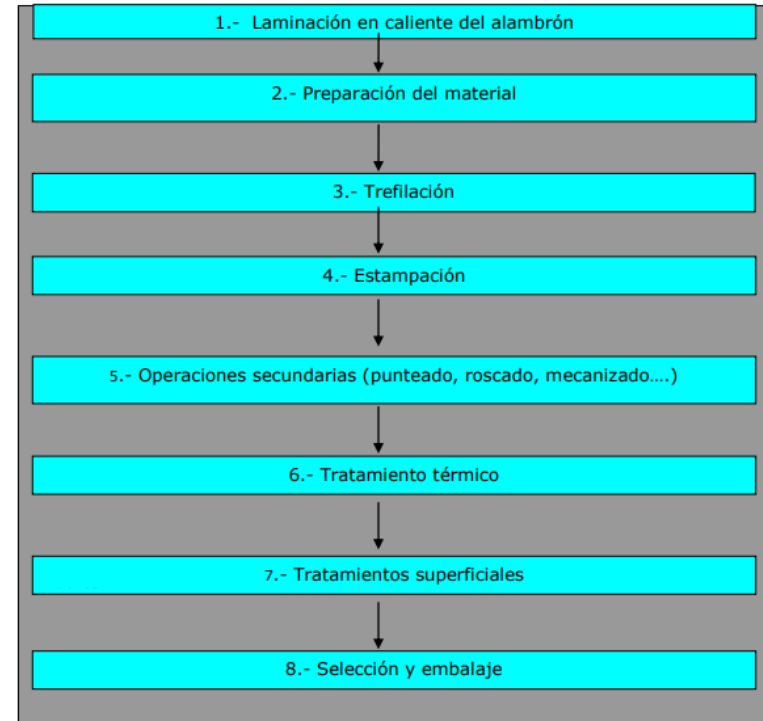 1.- Laminación en caliente del alambrón
2.- Preparación del material
3.- Trefilación
4.- Estampación
5.- Operaciones secundarias (punteado, roscado, mecanizado....)
6.- Tratamiento térmico
7.- Tratamientos superficiales
8.- Selección y embalaje